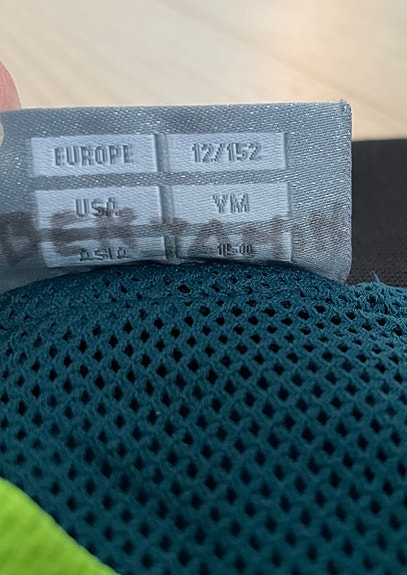 EUROPE 12/152
USA YM
ASIA 150